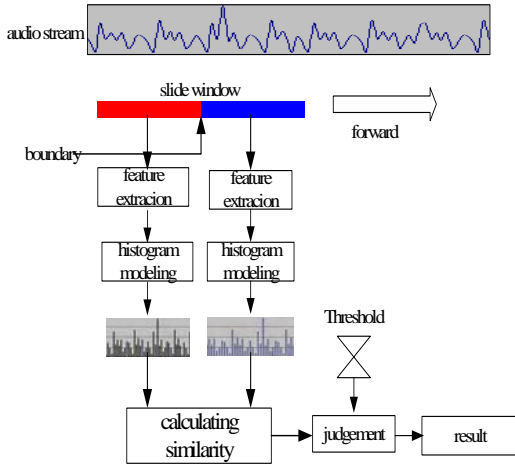 audio stream
slide window
forward
boundary
feature
extracion
feature
extracion
histogram
modeling
histogram
modeling
Threshold
calculating
similarity
judgement
result